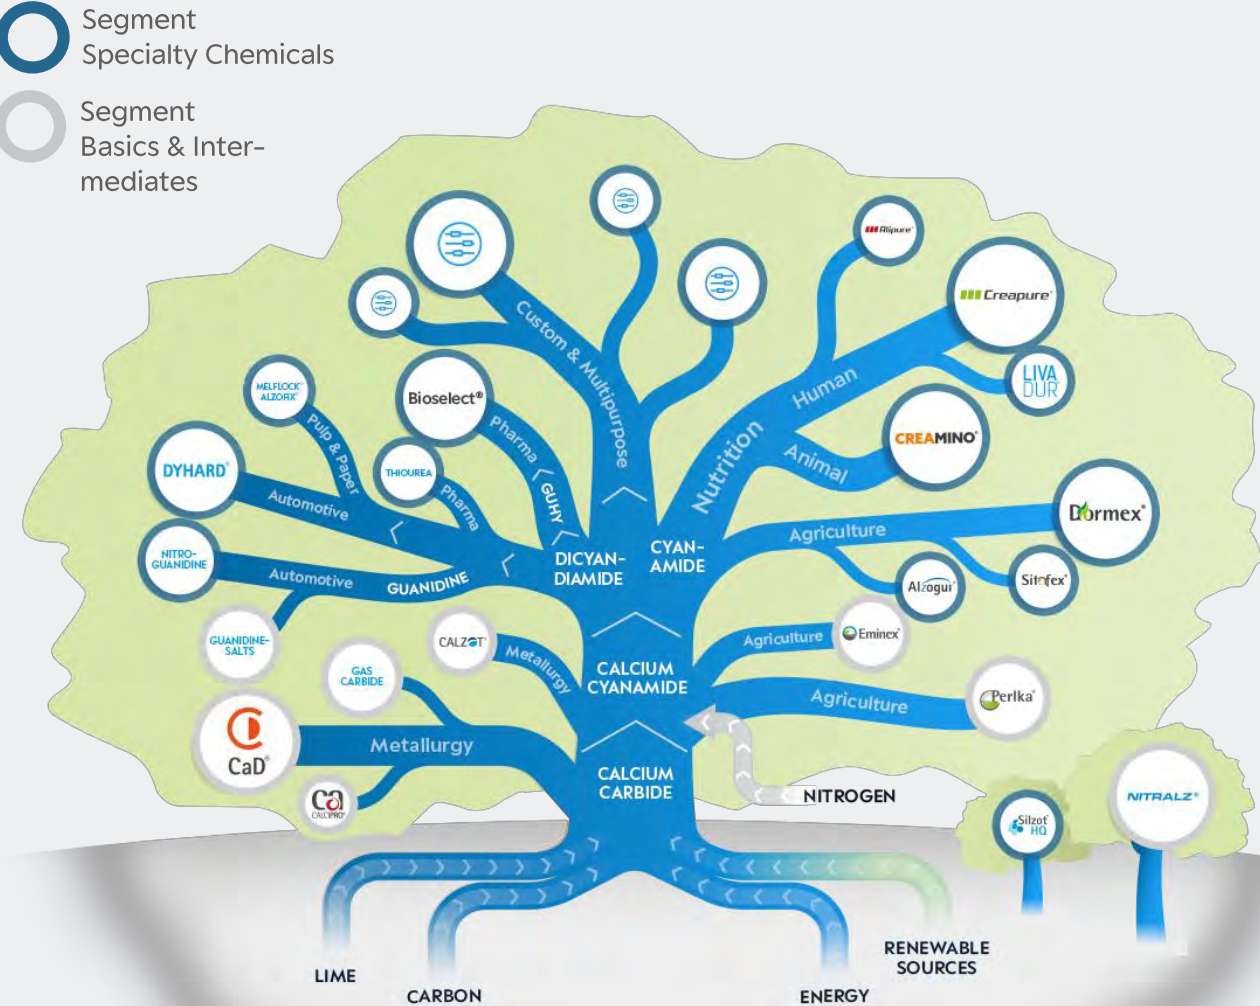 Segment
Specialty Chemicals
Segment
Basics & Inter-
mediates
Alipure®
Creapure®
LIVA
DUR®
Human
Custom & Multipurpose
MELFLOCK®
ALZOFIX®
Bioselect®
Pulp & Paper
Pharma
GUHY
THIOUREA
Pharma
DYHARD®
Automotive
Nutrition
Animal
CREAMINO®
Agriculture
Dormex®
NITRO-
GUANIDINE
Automotive
GUANIDINE
DICYAN-
DIAMIDE
CYAN-
AMIDE
Alzogur®
Sitofex®
GUANIDINE-
SALTS
CALZOT®
Metallurgy
Agriculture
Eminex®
GAS
CARBIDE
CALCIUM
CYANAMIDE
Agriculture
Perlka®
CaD®
Metallurgy
CALCIUM
CARBIDE
NITROGEN
ca
CALCIPRO®
NITRALZ®
Silzot®
HQ
LIME
CARBON
ENERGY
RENEWABLE
SOURCES